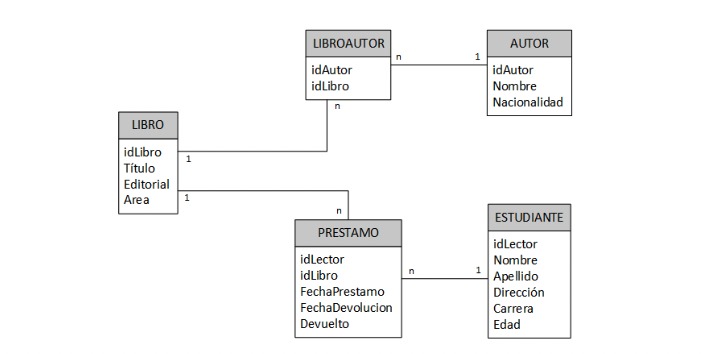 LIBROAUTOR
idAutor
idLibro
n
n
1
AUTOR
idAutor
Nombre
Nacionalidad
LIBRO
idLibro
Título
Editorial
Area
1
1
n
PRESTAMO
idLector
idLibro
FechaPrestamo
FechaDevolucion
Devuelto
n
1
ESTUDIANTE
idLector
Nombre
Apellido
Dirección
Carrera
Edad